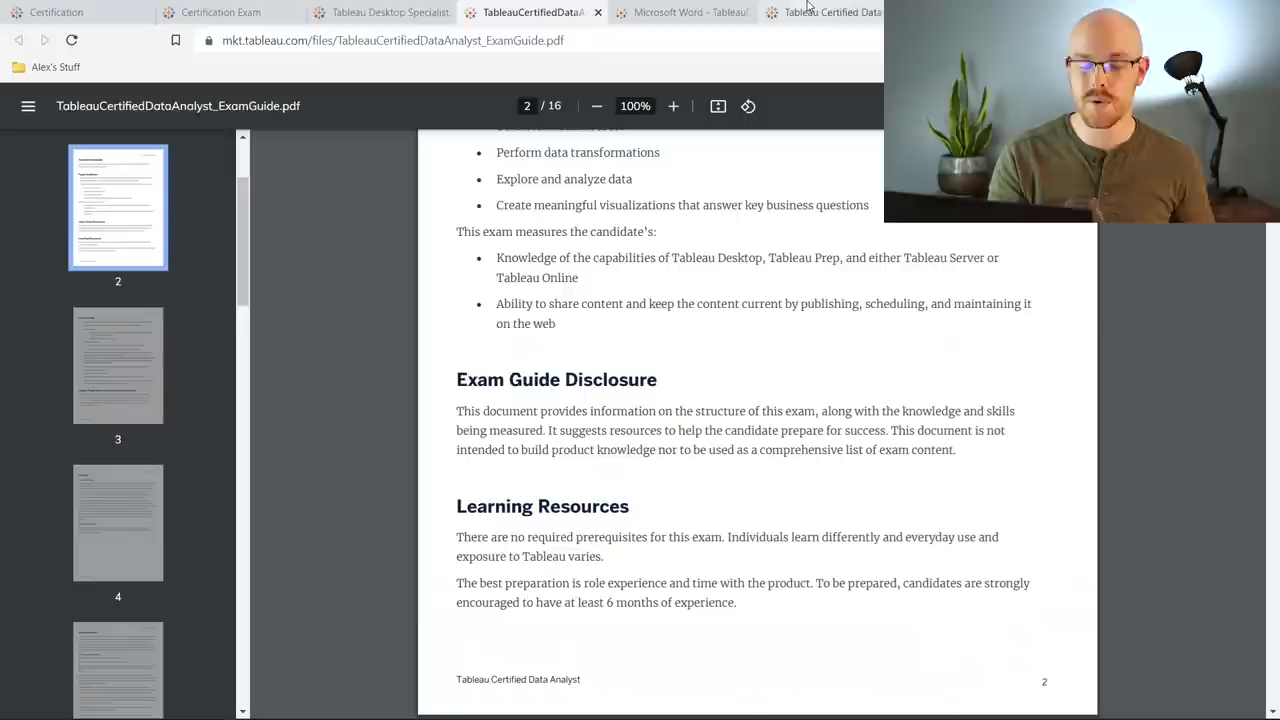 Certification
Certification Exam
Tableau Desktop Specialist
TableauCertifiedDataA
Microsoft Word - Tableau
Tableau Certified Data
mkt.tableau.com/files/TableauCertifiedDataAnalyst_ExamGuide.pdf
Alex's Stuff
TableauCertifiedDataAnalyst_ExamGuide.pdf
2 / 16
100%
• Perform data transformations
• Explore and analyze data
• Create meaningful visualizations that answer key business questions
This exam measures the candidate's:
• Knowledge of the capabilities of Tableau Desktop, Tableau Prep, and either Tableau Server or
Tableau Online
• Ability to share content and keep the content current by publishing, scheduling, and maintaining it
on the web
Exam Guide Disclosure
This document provides information on the structure of this exam, along with the knowledge and skills
being measured. It suggests resources to help the candidate prepare for success. This document is not
intended to build product knowledge nor to be used as a comprehensive list of exam content.
Learning Resources
There are no required prerequisites for this exam. Individuals learn differently and everyday use and
exposure to Tableau varies.
The best preparation is role experience and time with the product. To be prepared, candidates are strongly
encouraged to have at least 6 months of experience.
Tableau Certified Data Analyst
2
2
3
4